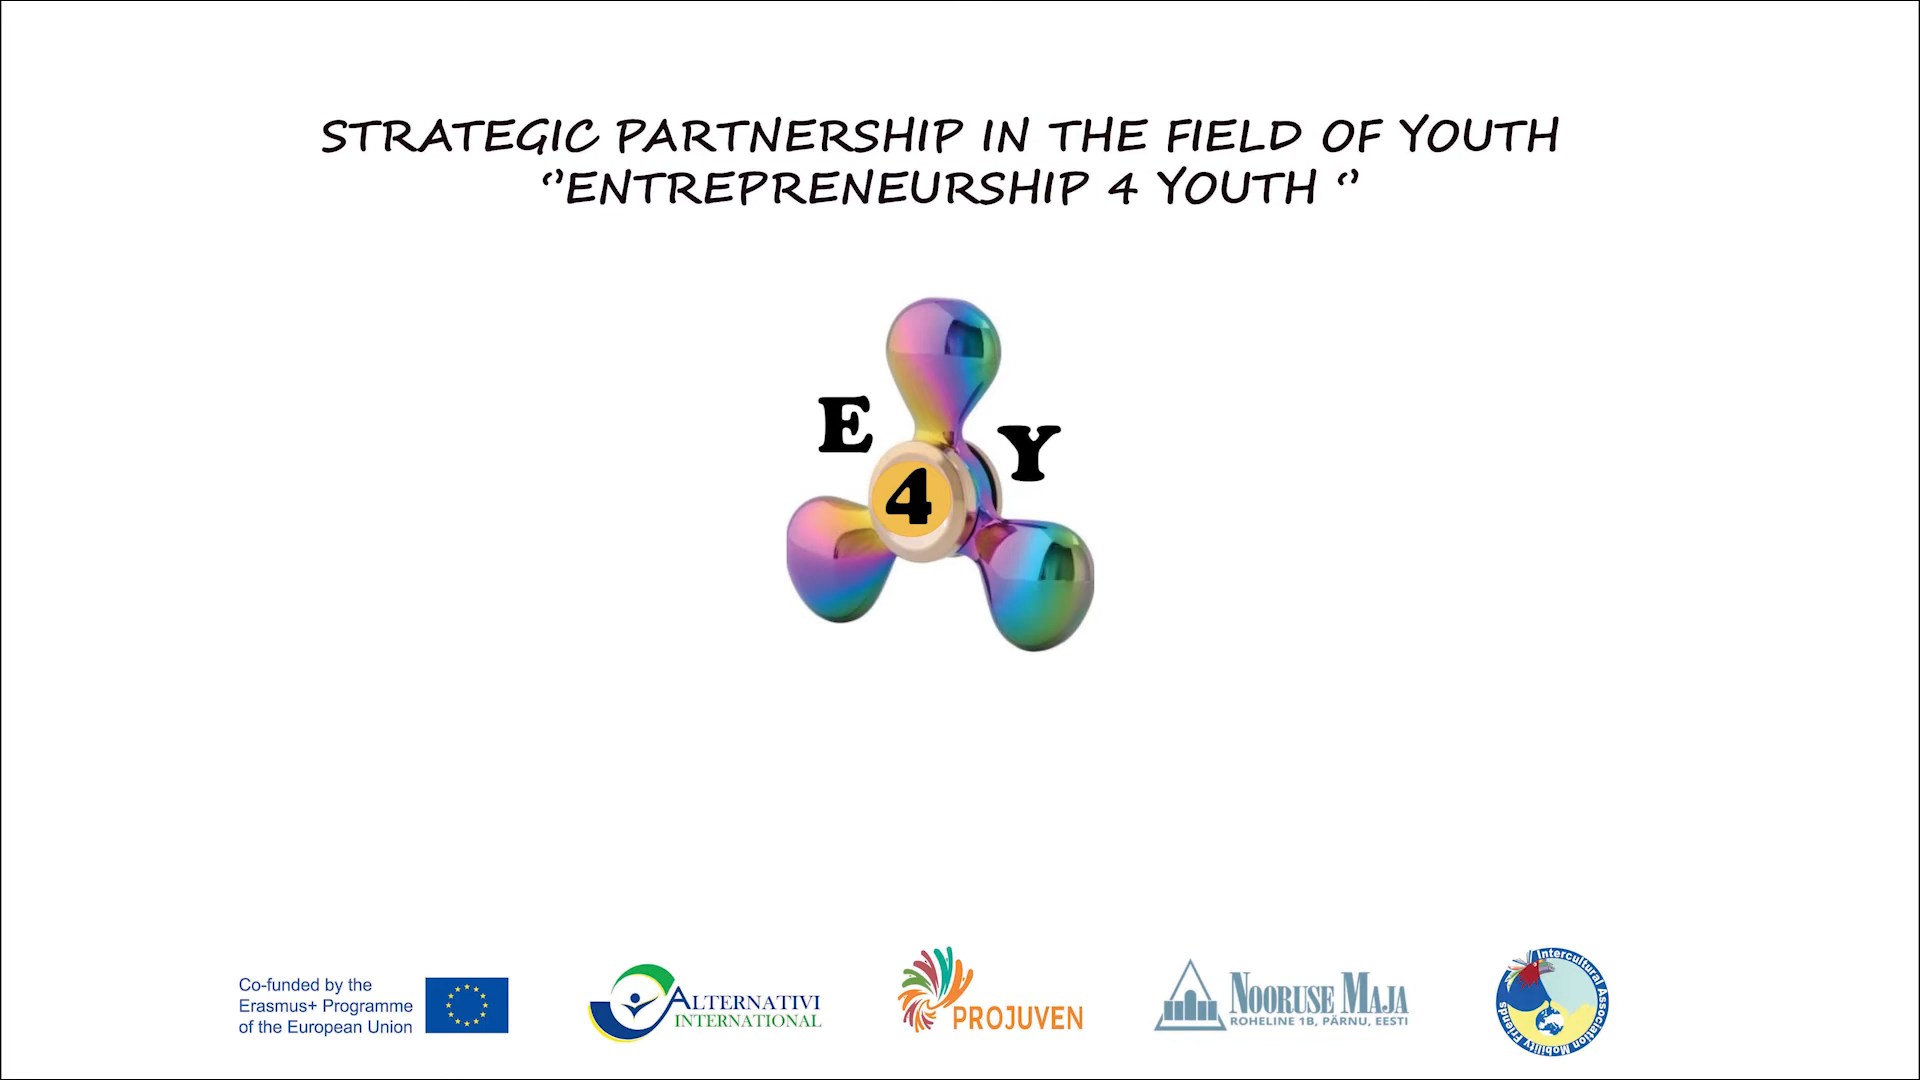 STRATEGIC PARTNERSHIP IN THE FIELD OF YOUTH
‘’ENTREPRENEURSHIP 4 YOUTH ‘’
E
Y
4
Co-funded by the
Erasmus+ Programme
of the European Union
ALTERNATIVI
INTERNATIONAL
PROJUVEN
NOORUSE MAJA
ROHELINE 1B, PÄRNU, EESTI
Intercultural Association Mobility Friends